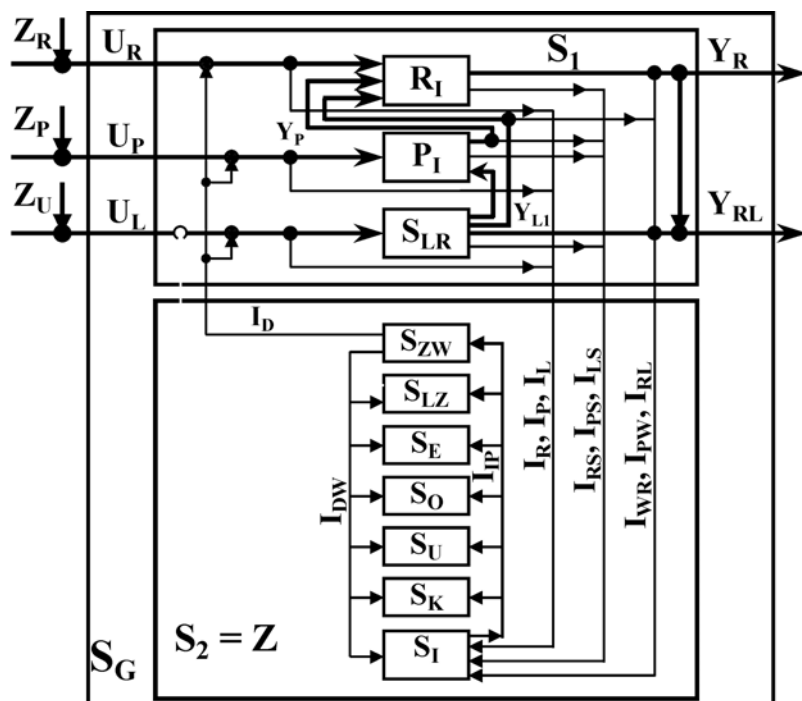 Z_R U_R S_1 Y_R
R_I
Z_P U_P Y_P P_I
Z_U U_L S_LR Y_L1 Y_RL
I_D S_ZW
S_LZ
S_E
S_O
S_U
S_K
S_I
I_DW
I_IP
I_R, I_P, I_L
I_RS, I_PS, I_LS
I_WR, I_PW, I_RL
S_2 = Z
S_G